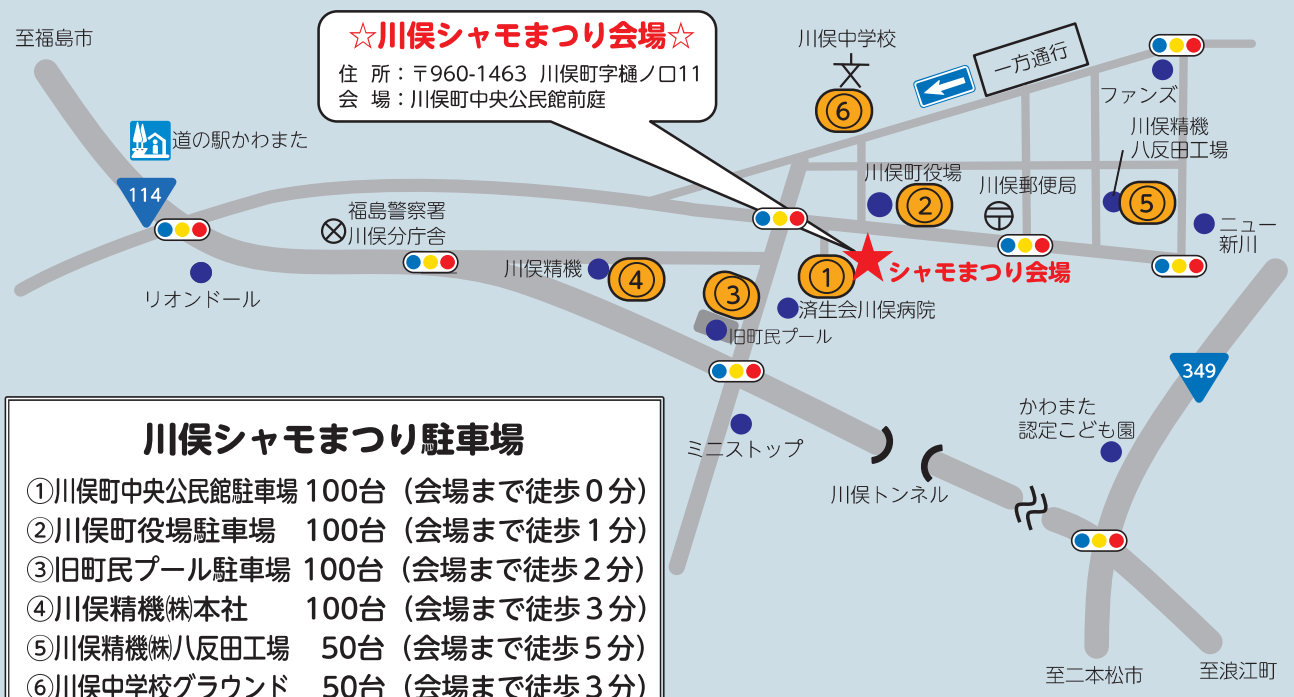 至福島市
☆川俣シャモまつり会場☆
住 所：〒960-1463 川俣町字樋ノ口11
会 場：川俣町中央公民館前庭
川俣中学校
⑥
一方通行
ファンズ
川俣精機
八反田工場
道の駅かわまた
114
福島警察署
川俣分庁舎
川俣町役場
②
川俣郵便局
⑤
ニュー
新川
リオンドール
川俣精機
④
③
①
シャモまつり会場
済生会川俣病院
旧町民プール
349
ミニストップ
かわまた
認定こども園
川俣トンネル
至二本松市
至浪江町
川俣シャモまつり駐車場
①川俣町中央公民館駐車場 100台（会場まで徒歩０分）
②川俣町役場駐車場 100台（会場まで徒歩１分）
③旧町民プール駐車場 100台（会場まで徒歩２分）
④川俣精機㈱本社 100台（会場まで徒歩３分）
⑤川俣精機㈱八反田工場 50台（会場まで徒歩５分）
⑥川俣中学校グラウンド 50台（会場まで徒歩３分）